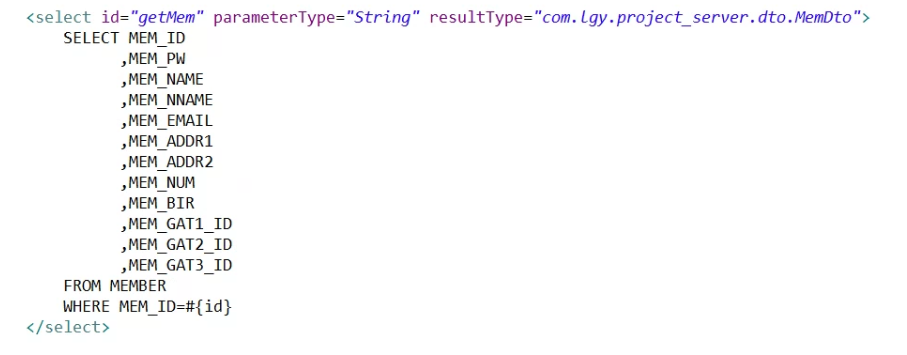 <select id="getMem" parameterType="String" resultType="com.lgy.project_server.dto.MemDto">
SELECT MEM_ID
,MEM_PW
,MEM_NAME
,MEM_NNAME
,MEM_EMAIL
,MEM_ADDR1
,MEM_ADDR2
,MEM_NUM
,MEM_BIR
,MEM_GAT1_ID
,MEM_GAT2_ID
,MEM_GAT3_ID
FROM MEMBER
WHERE MEM_ID=#{id}
</select>